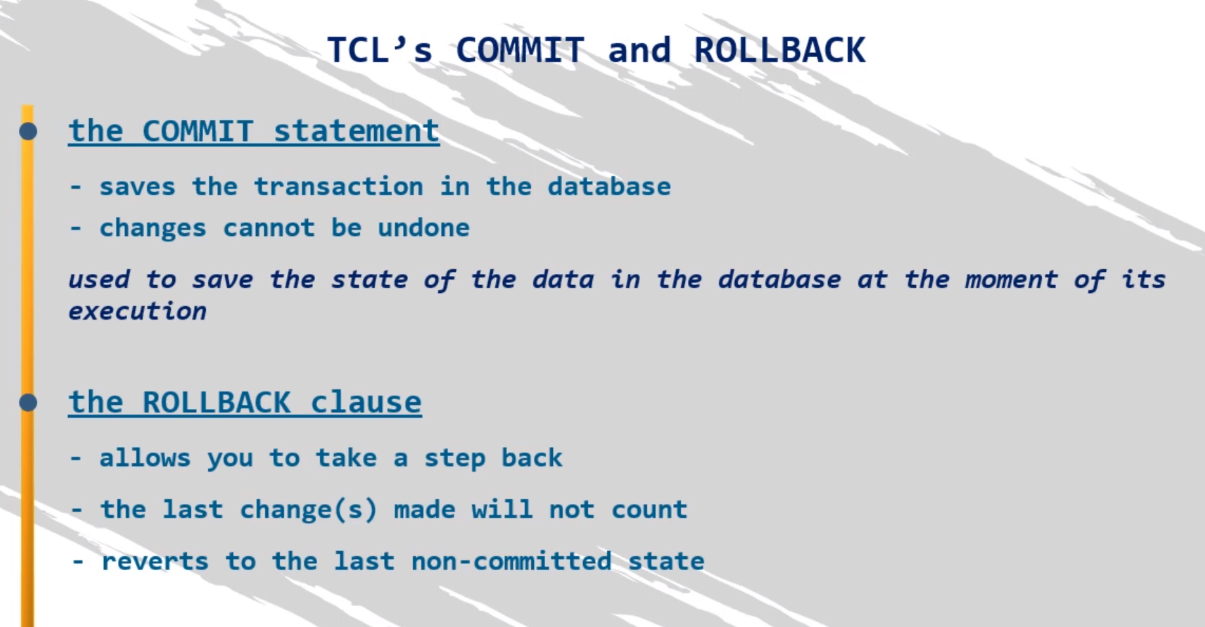 TCL’s COMMIT and ROLLBACK
the COMMIT statement
- saves the transaction in the database
- changes cannot be undone
used to save the state of the data in the database at the moment of its
execution
the ROLLBACK clause
- allows you to take a step back
- the last change(s) made will not count
- reverts to the last non-committed state